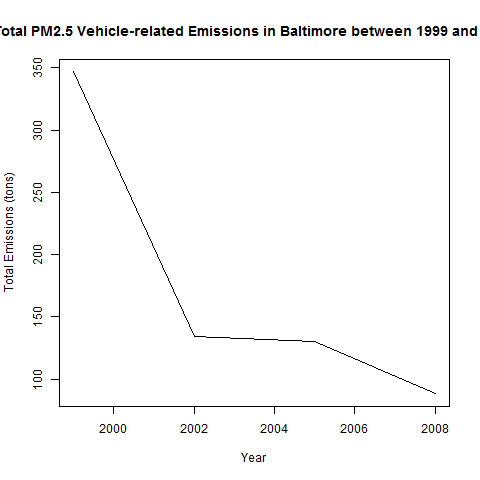 Total PM2.5 Vehicle-related Emissions in Baltimore between 1999 and
Total Emissions (tons)
350
300
250
200
150
100
2000 2002 2004 2006 2008
Year